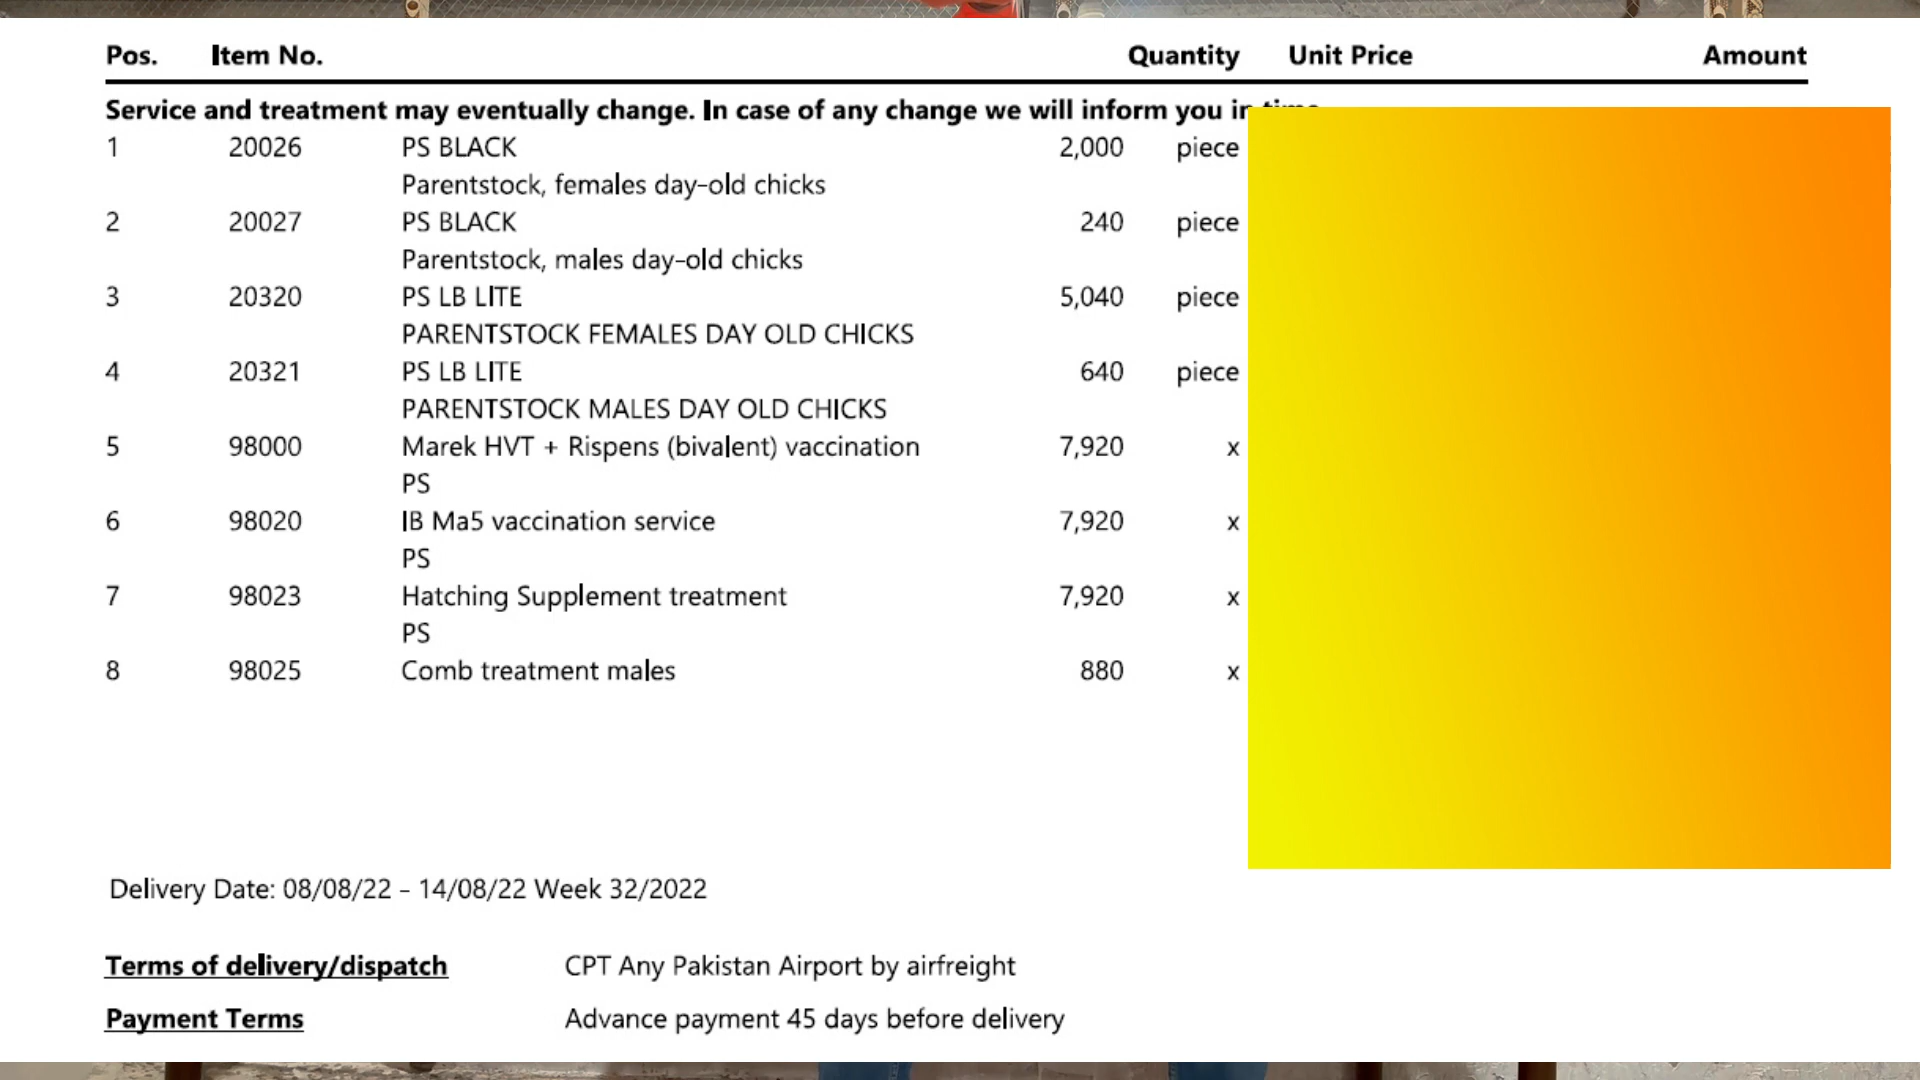 Pos. Item No. Quantity Unit Price Amount
Service and treatment may eventually change. In case of any change we will inform you in time
1 20026 PS BLACK 2,000 piece
Parentstock, females day-old chicks
2 20027 PS BLACK 240 piece
Parentstock, males day-old chicks
3 20320 PS LB LITE 5,040 piece
PARENTSTOCK FEMALES DAY OLD CHICKS
4 20321 PS LB LITE 640 piece
PARENTSTOCK MALES DAY OLD CHICKS
5 98000 Marek HVT + Rispens (bivalent) vaccination 7,920 x
PS
6 98020 IB Ma5 vaccination service 7,920 x
PS
7 98023 Hatching Supplement treatment 7,920 x
PS
8 98025 Comb treatment males 880 x
Delivery Date: 08/08/22 - 14/08/22 Week 32/2022
Terms of delivery/dispatch CPT Any Pakistan Airport by airfreight
Payment Terms Advance payment 45 days before delivery